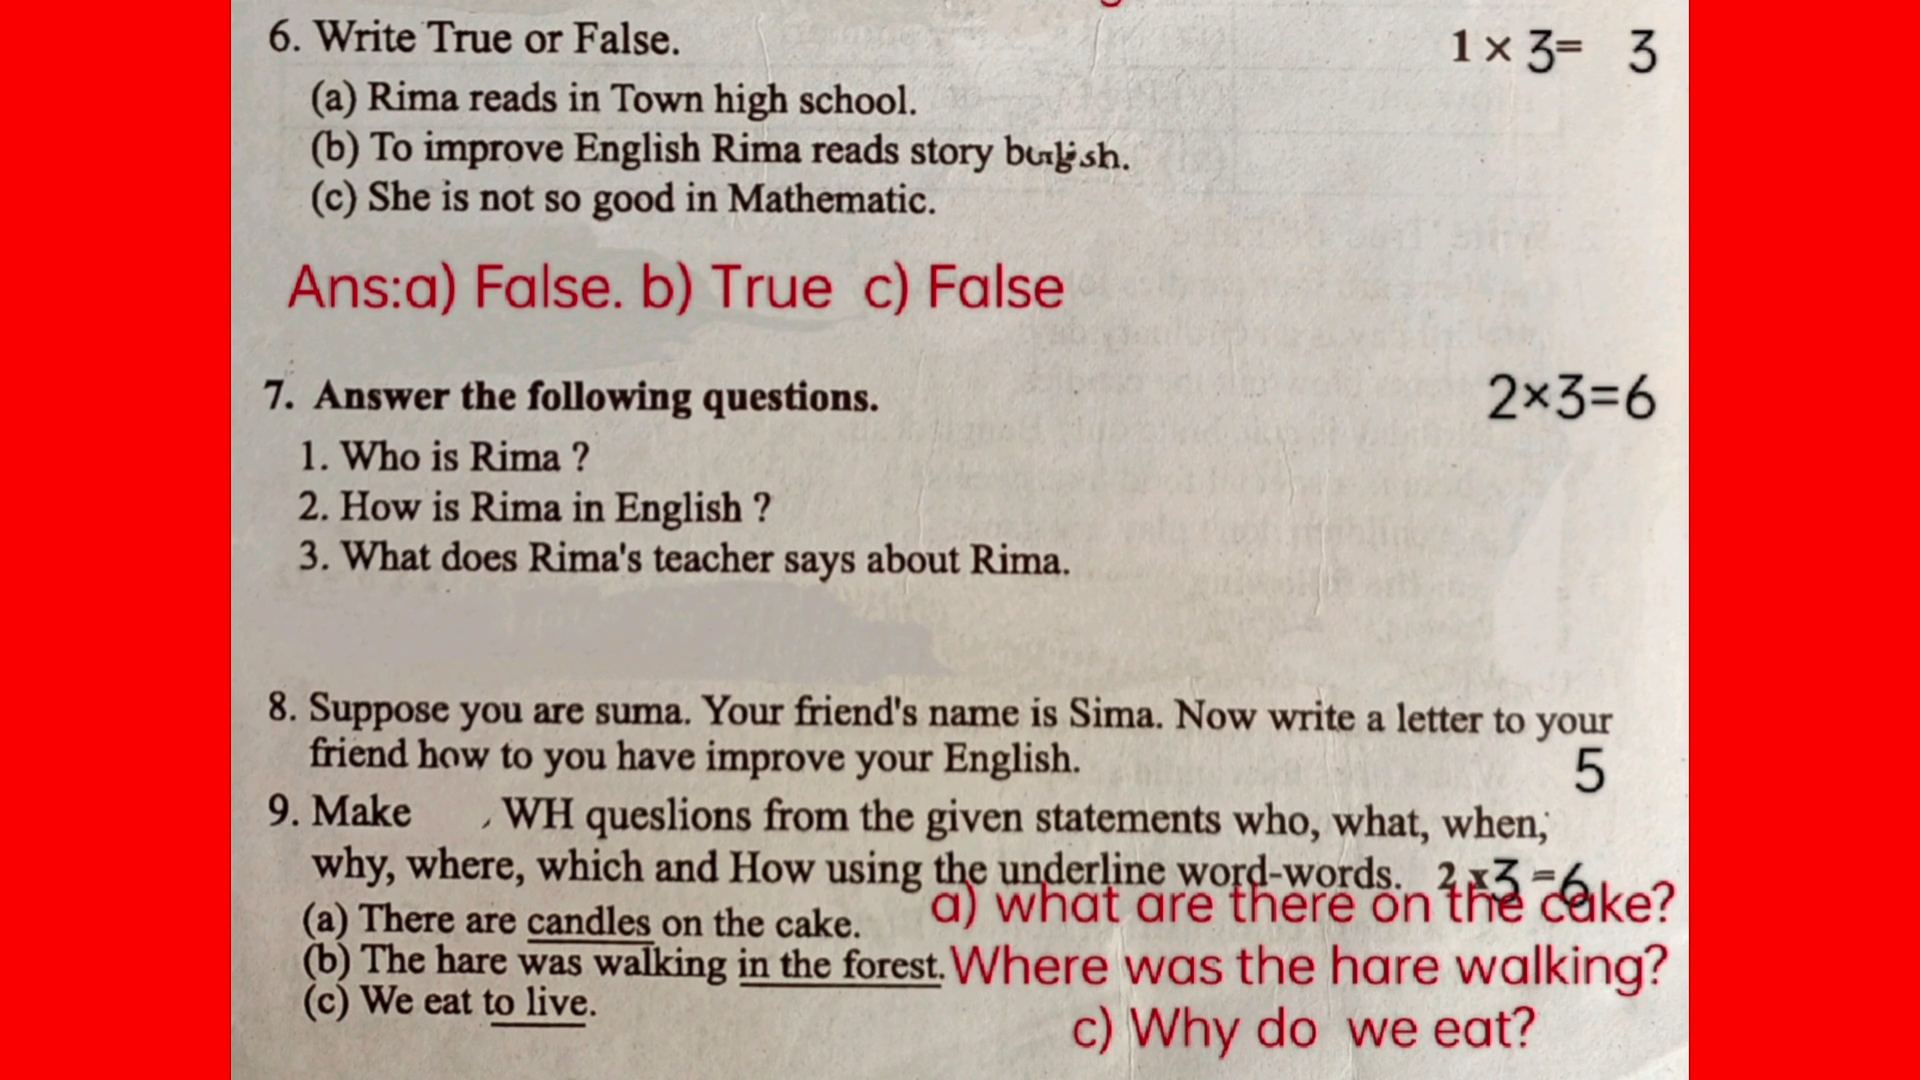 6. Write True or False. 1 × 3= 3
(a) Rima reads in Town high school.
(b) To improve English Rima reads story
(c) She is not so good in Mathematic.
Ans:a) False. b) True c) False
7. Answer the following questions. 2×3=6
1. Who is Rima ?
2. How is Rima in English ?
3. What does Rima's teacher says about Rima.
8. Suppose you are suma. Your friend's name is Sima. Now write a letter to your
friend how to you have improve your English. 5
9. Make WH queslions from the given statements who, what, when,
why, where, which and How using the underline word-words. 2 x3 =6
(a) There are candles on the cake. a) what are there on the cake?
(b) The hare was walking in the forest. Where was the hare walking?
(c) We eat to live.
c) Why do we eat?